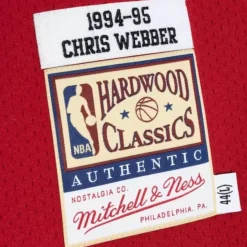 1994-95
CHRIS WEBBER
HARDWOOD
NBA
CLASSICS
AUTHENTIC
NOSTALGIA CO.
Mitchell & Ness
PHILADELPHIA, PA.
44(L)